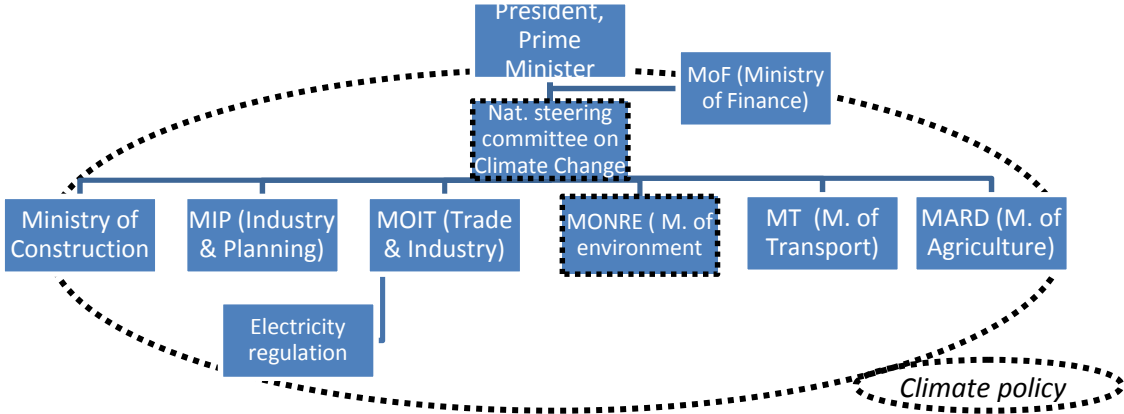 President,
Prime
Minister
MoF (Ministry
of Finance)
Nat. steering
committee on
Climate Change
Ministry of
Construction
MIP (Industry
& Planning)
MOIT (Trade
& Industry)
MONRE ( M. of
environment
MT  (M. of
Transport)
MARD (M. of
Agriculture)
Electricity
regulation
Climate policy